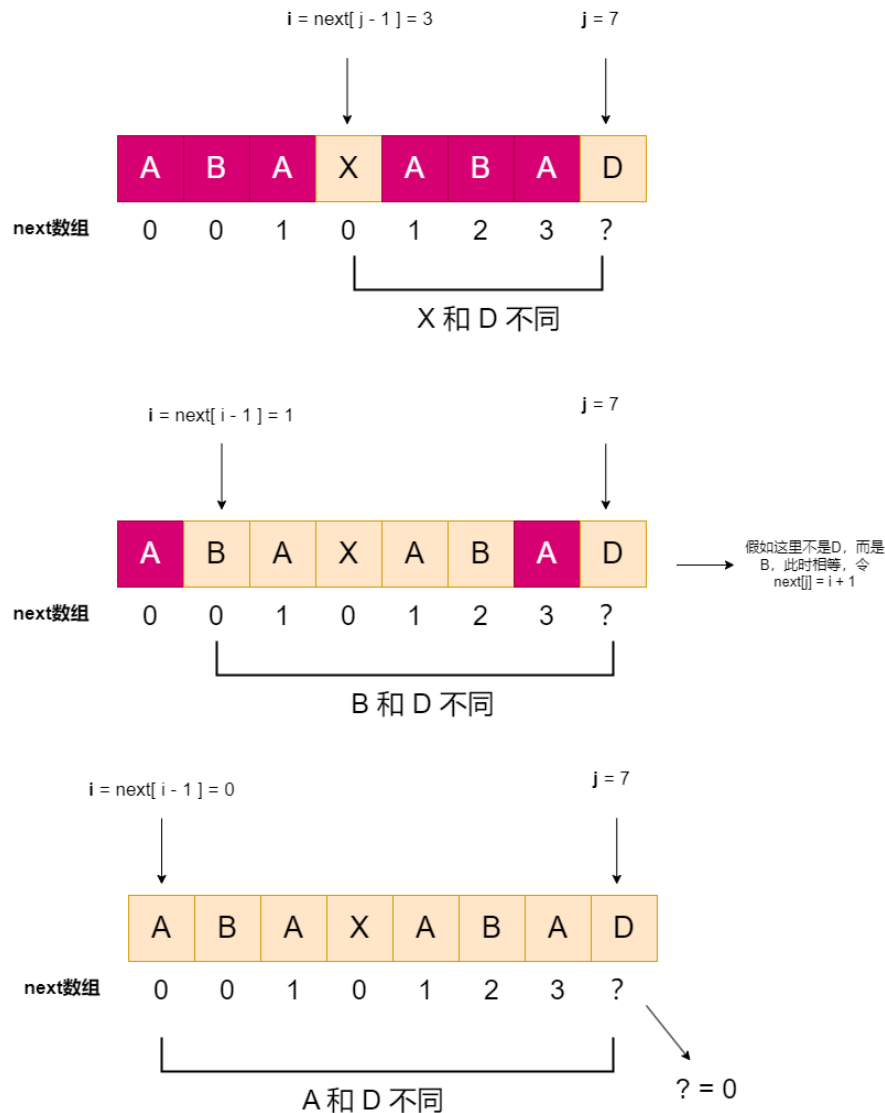 i = next[ j - 1 ] = 3
j = 7
A B A X A B A D
next数组 0 0 1 0 1 2 3 ?
X 和 D 不同
i = next[ i - 1 ] = 1
j = 7
A B A X A B A D
假如这里不是D，而是
B，此时相等，令
next[j] = i + 1
next数组 0 0 1 0 1 2 3 ?
B 和 D 不同
i = next[ i - 1 ] = 0
j = 7
A B A X A B A D
next数组 0 0 1 0 1 2 3 ?
? = 0
A 和 D 不同